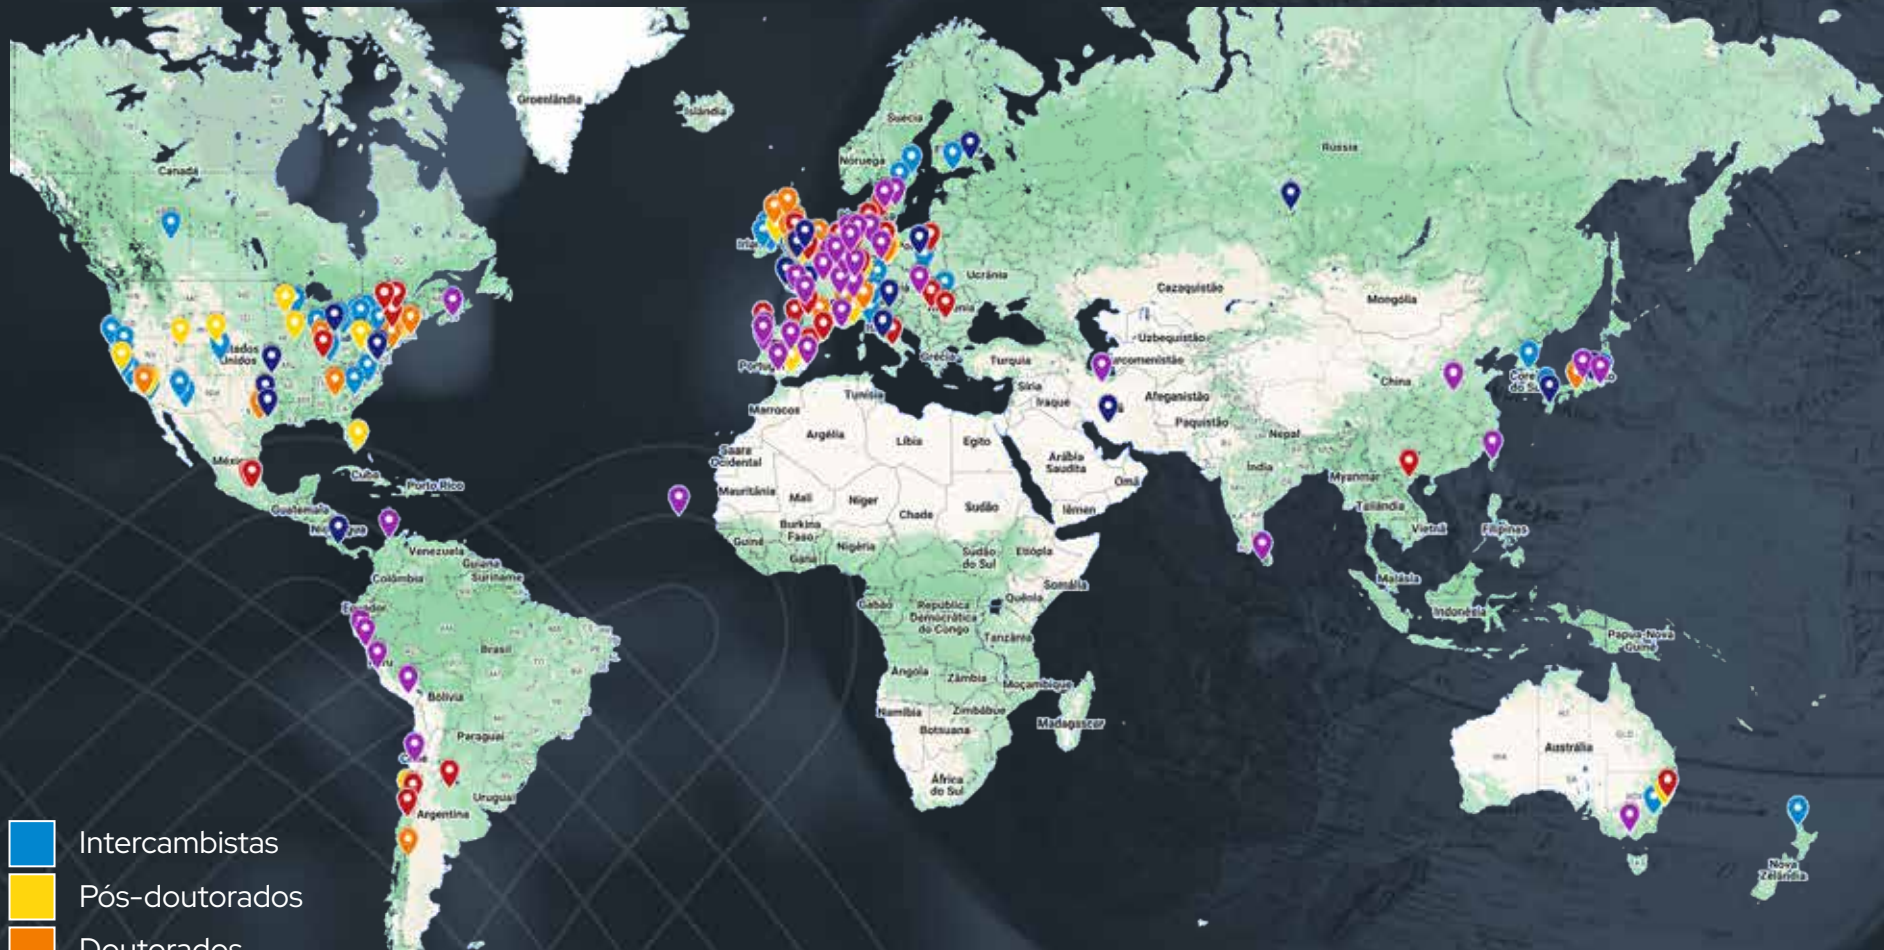 Groenlândia
Islândia
Suécia
Noruega
Rússia
Canadá
Ucrânia
Cazaquistão
Mongólia
Uzbequistão
Grécia
Turquia
Síria
Iraque
Afeganistão
Paquistão
China
Nepal
Índia
Myanmar
Tailândia
Vietnã
Filipinas
Malásia
Indonésia
Papua-Nova
Guiné
Marrocos
Tunísia
Argélia
Líbia
Egito
Saara
Ocidental
Arábia
Saudita
Omã
Iêmen
Mauritânia
Mali
Níger
Chade
Sudão
Burkina
Faso
Guiné
Gana
Nigéria
Sudão
do Sul
Etiópia
Somália
Quênia
Gabão
República
Democrática
do Congo
Tanzânia
Angola
Zâmbia
Moçambique
Namíbia
Zimbábue
Botsuana
Madagascar
África
do Sul
Unidos
Cuba
Porto Rico
Guatemala
Venezuela
Guiana
Suriname
Colômbia
Equador
Brasil
Bolívia
Paraguai
Uruguai
Argentina
Austrália
Nova
Zelândia
Intercambistas
Pós-doutorados
Doutorados